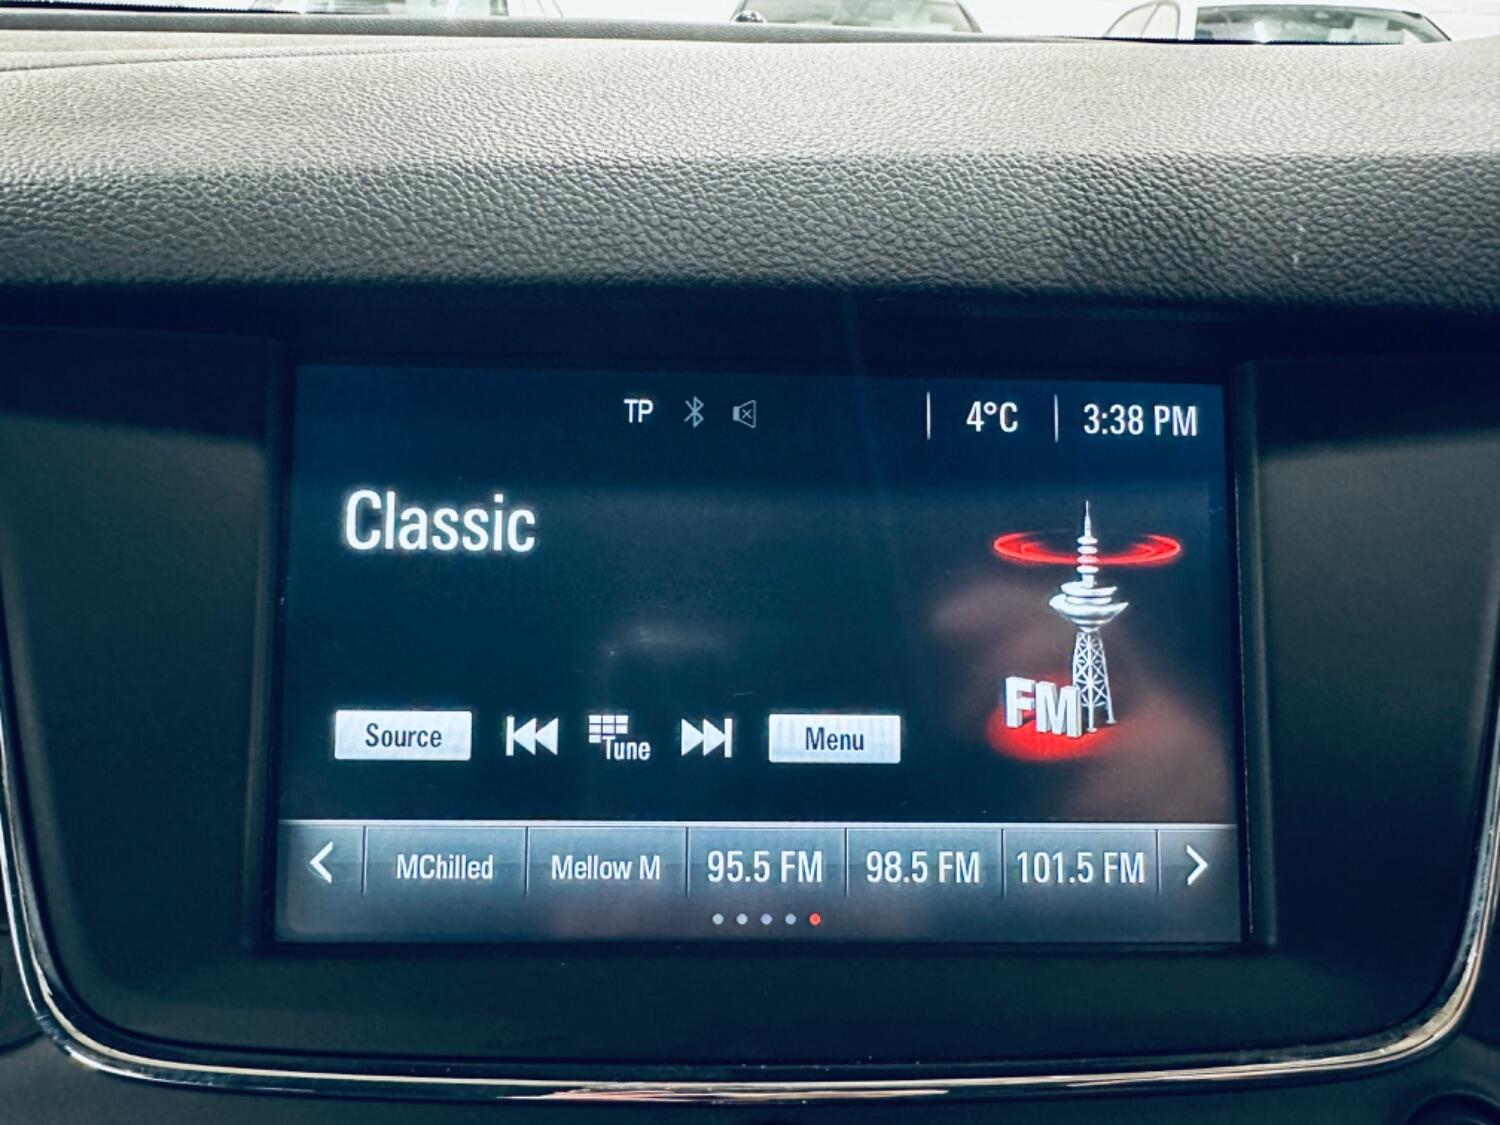 TP 4°C 3:38 PM
Classic
FM
Source Tune Menu
MChilled Mellow M 95.5 FM 98.5 FM 101.5 FM